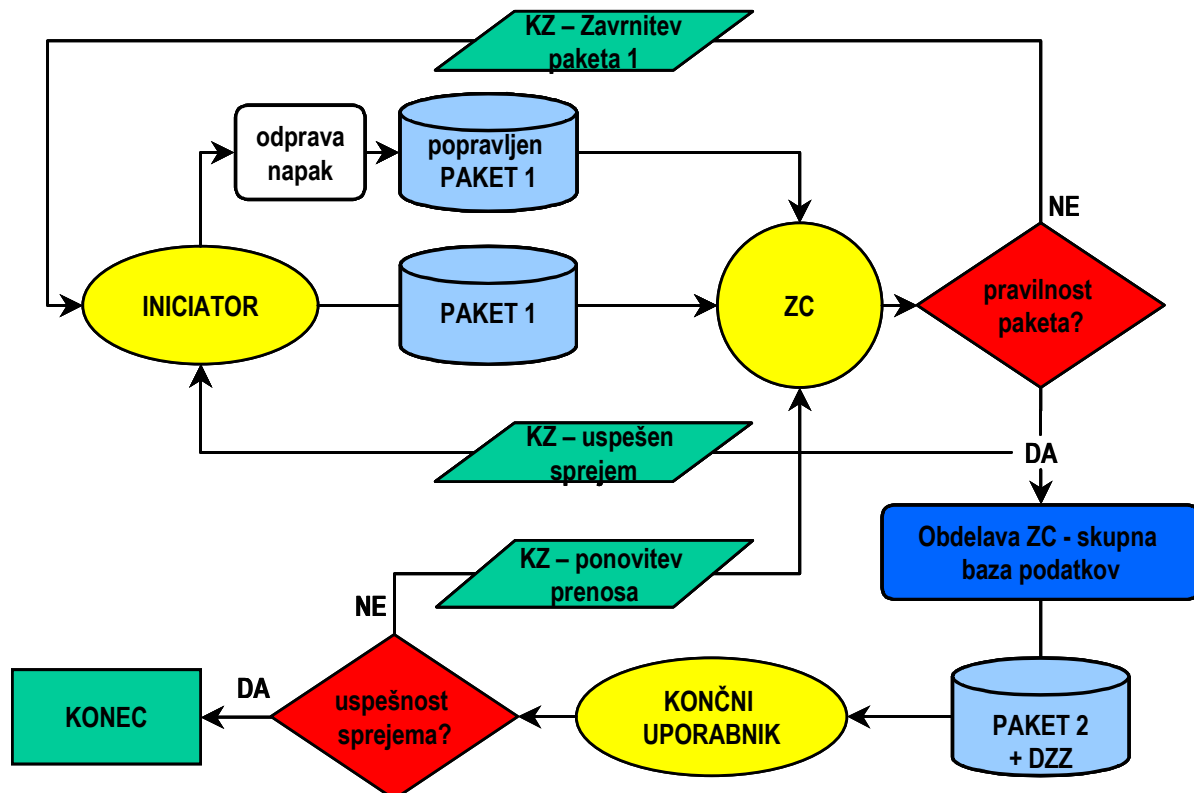 KZ – Zavrnitev
paketa 1
odprava
napak
popravljen
PAKET 1
NE
INICIATOR
PAKET 1
ZC
pravilnost
paketa?
KZ – uspešen
sprejem
DA
Obdelava ZC - skupna
baza podatkov
KZ – ponovitev
prenosa
NE
KONEC
DA
uspešnost
sprejema?
KONČNI
UPORABNIK
PAKET 2
+ DZZ